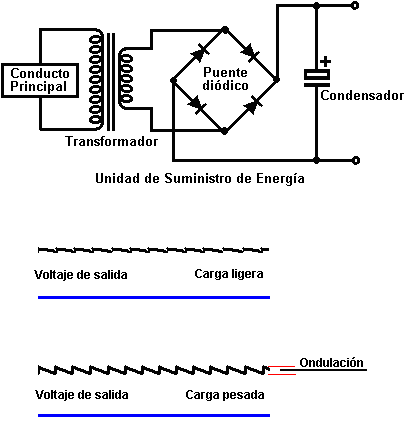 Conducto
Principal
Puente
diódico
+
Condensador
Transformador
Unidad de Suministro de Energía
Voltaje de salida Carga ligera
Ondulación
Voltaje de salida Carga pesada